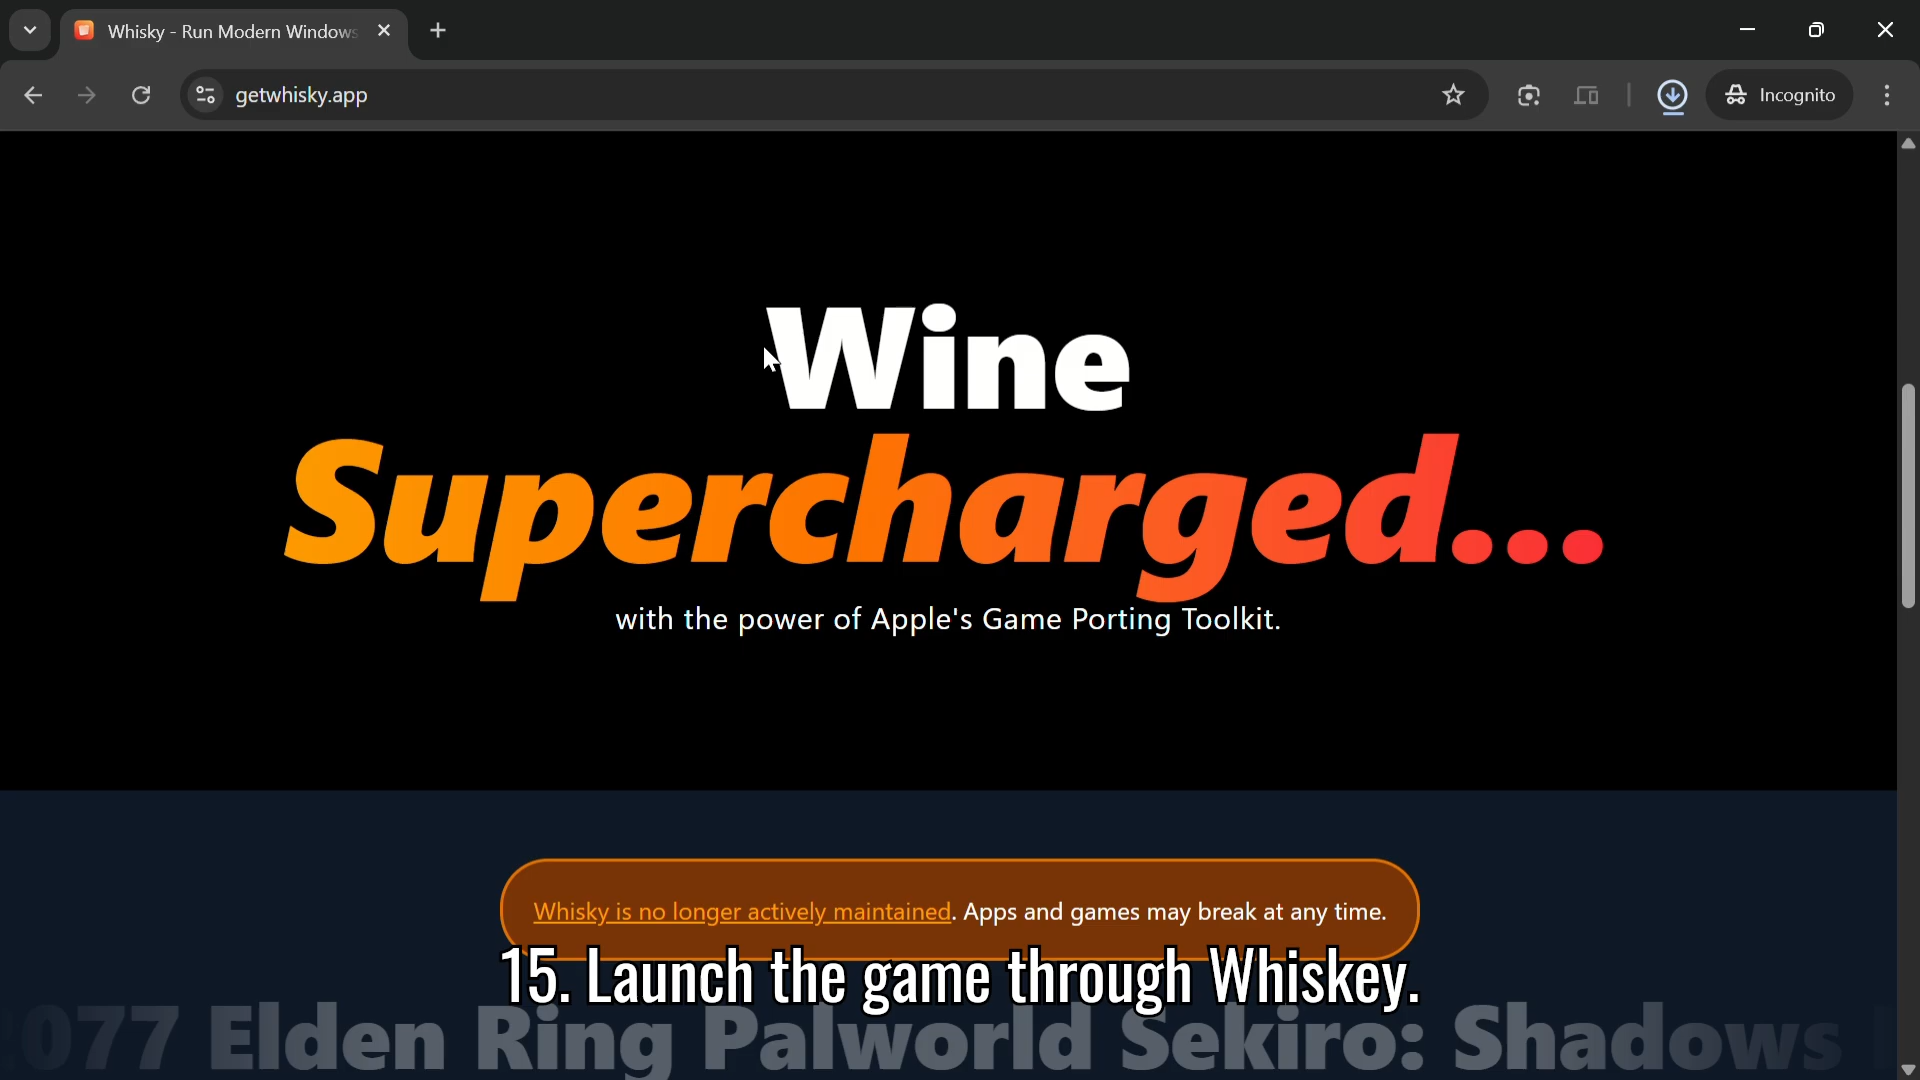 Whisky - Run Modern Windows
getwhisky.app
Incognito
Wine
Supercharged...
with the power of Apple's Game Porting Toolkit.
Whisky is no longer actively maintained. Apps and games may break at any time.
15. Launch the game through Whiskey.
077 Elden Ring Palworld Sekiro: Shadows